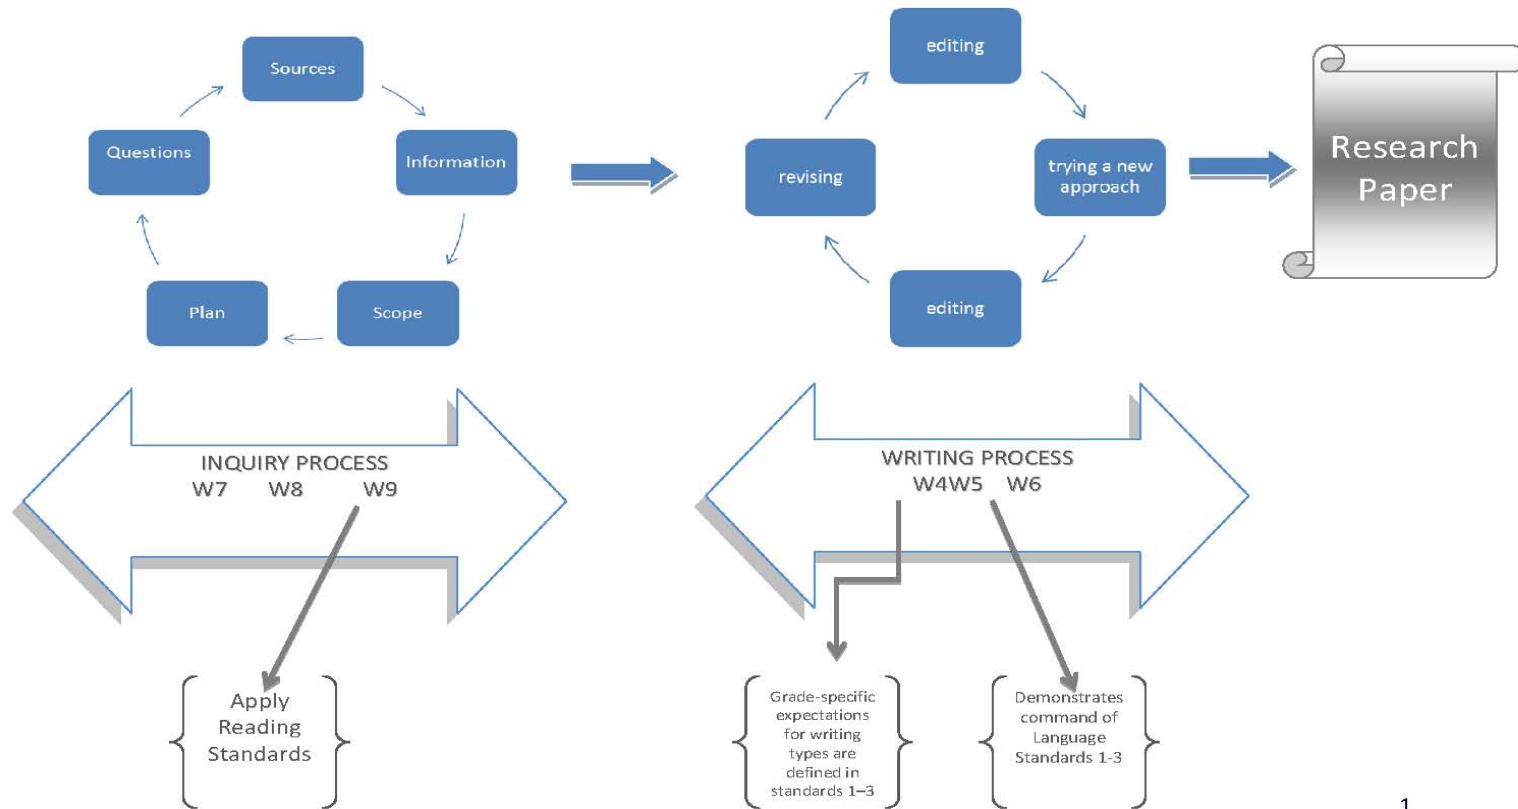 Sources
Questions
Information
Plan
Scope
editing
revising
trying a new
approach
editing
Research
Paper
INQUIRY PROCESS
W7 W8 W9
WRITING PROCESS
W4W5 W6
Apply
Reading
Standards
Grade-specific
expectations
for writing
types are
defined in
standards 1–3
Demonstrates
command of
Language
Standards 1-3
1